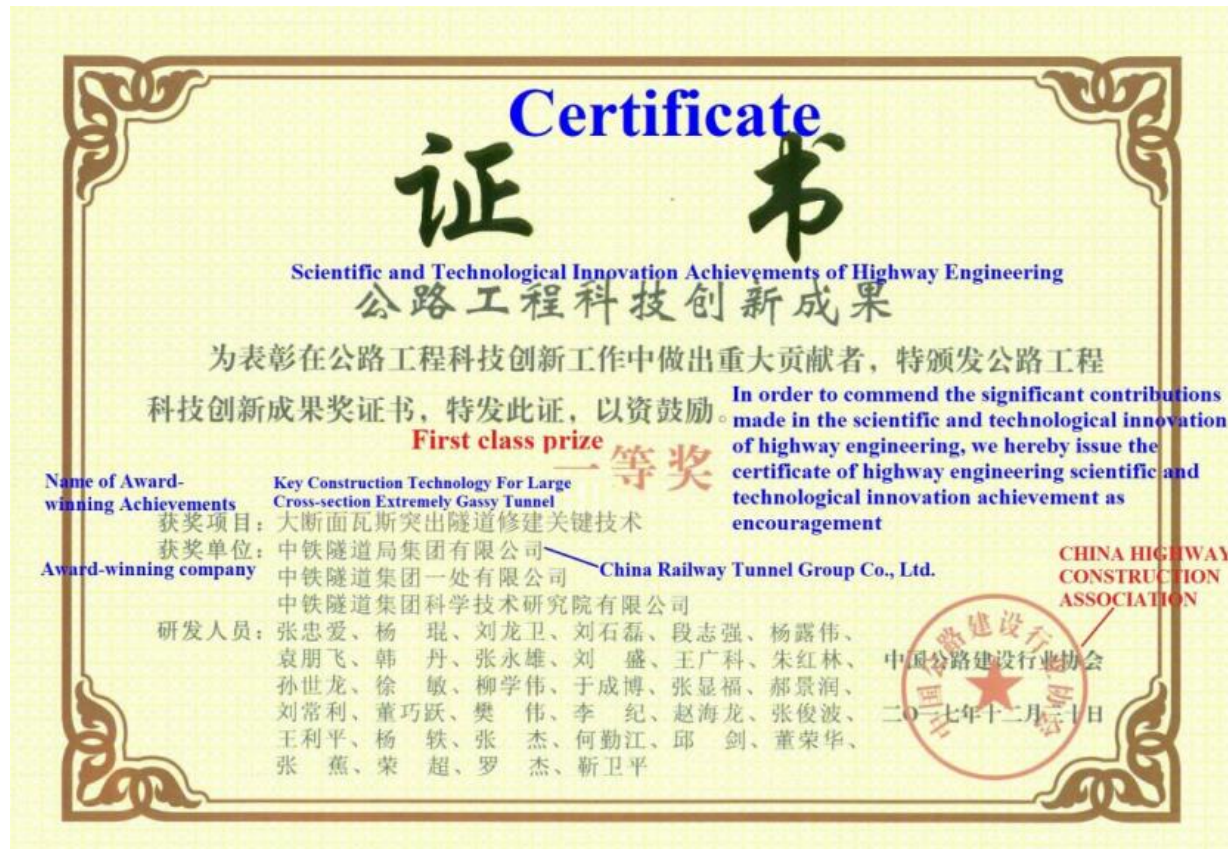 Certificate
证 书
Scientific and Technological Innovation Achievements of Highway Engineering
公路工程科技创新成果
为表彰在公路工程科技创新工作中做出重大贡献者，特颁发公路工程
科技创新成果奖证书，特发此证，以资鼓励。
In order to commend the significant contributions
made in the scientific and technological innovation
of highway engineering, we hereby issue the
certificate of highway engineering scientific and
technological innovation achievement as
encouragement
First class prize
一等奖
Name of Award-
winning Achievements
Key Construction Technology For Large
Cross-section Extremely Gassy Tunnel
获奖项目：大断面瓦斯突出隧道修建关键技术
获奖单位：中铁隧道局集团有限公司
Award-winning company
China Railway Tunnel Group Co., Ltd.
中铁隧道集团一处有限公司
中铁隧道集团科学技术研究院有限公司
CHINA HIGHWAY
CONSTRUCTION
ASSOCIATION
研发人员：张忠爱、杨 琨、刘龙卫、刘石磊、段志强、杨露伟、
袁朋飞、韩 丹、张永雄、刘 盛、王广科、朱红林、
孙世龙、徐 敏、柳学伟、于成博、张显福、郝景润、
刘常利、董巧跃、樊 伟、李 纪、赵海龙、张俊波、
王利平、杨 轶、张 杰、何勤江、邱 剑、董荣华、
张 蕉、荣 超、罗 杰、靳卫平
中国公路建设行业协会
二〇一七年十二月二十日
中国公路建设行业协会